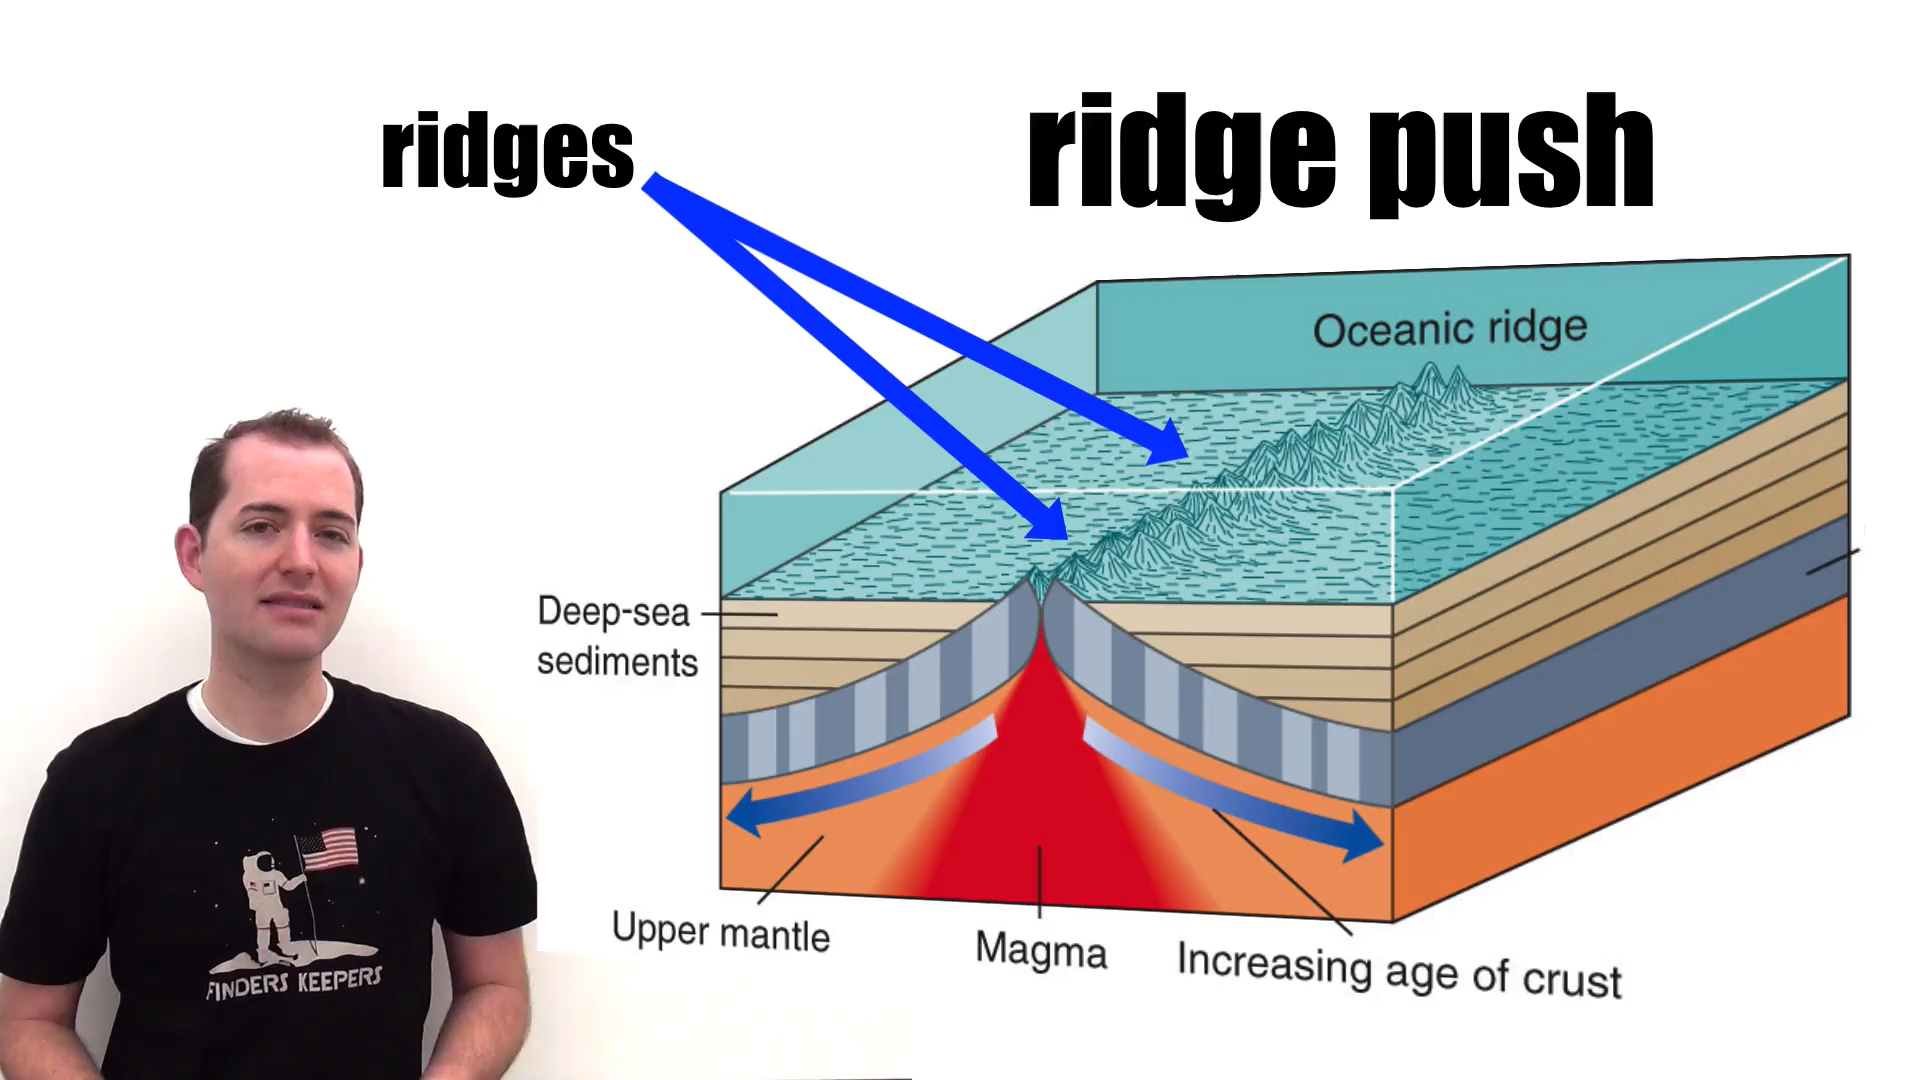 ridges
ridge push
Oceanic ridge
Deep-sea
sediments
Upper mantle
Magma
Increasing age of crust
FINDERS KEEPERS